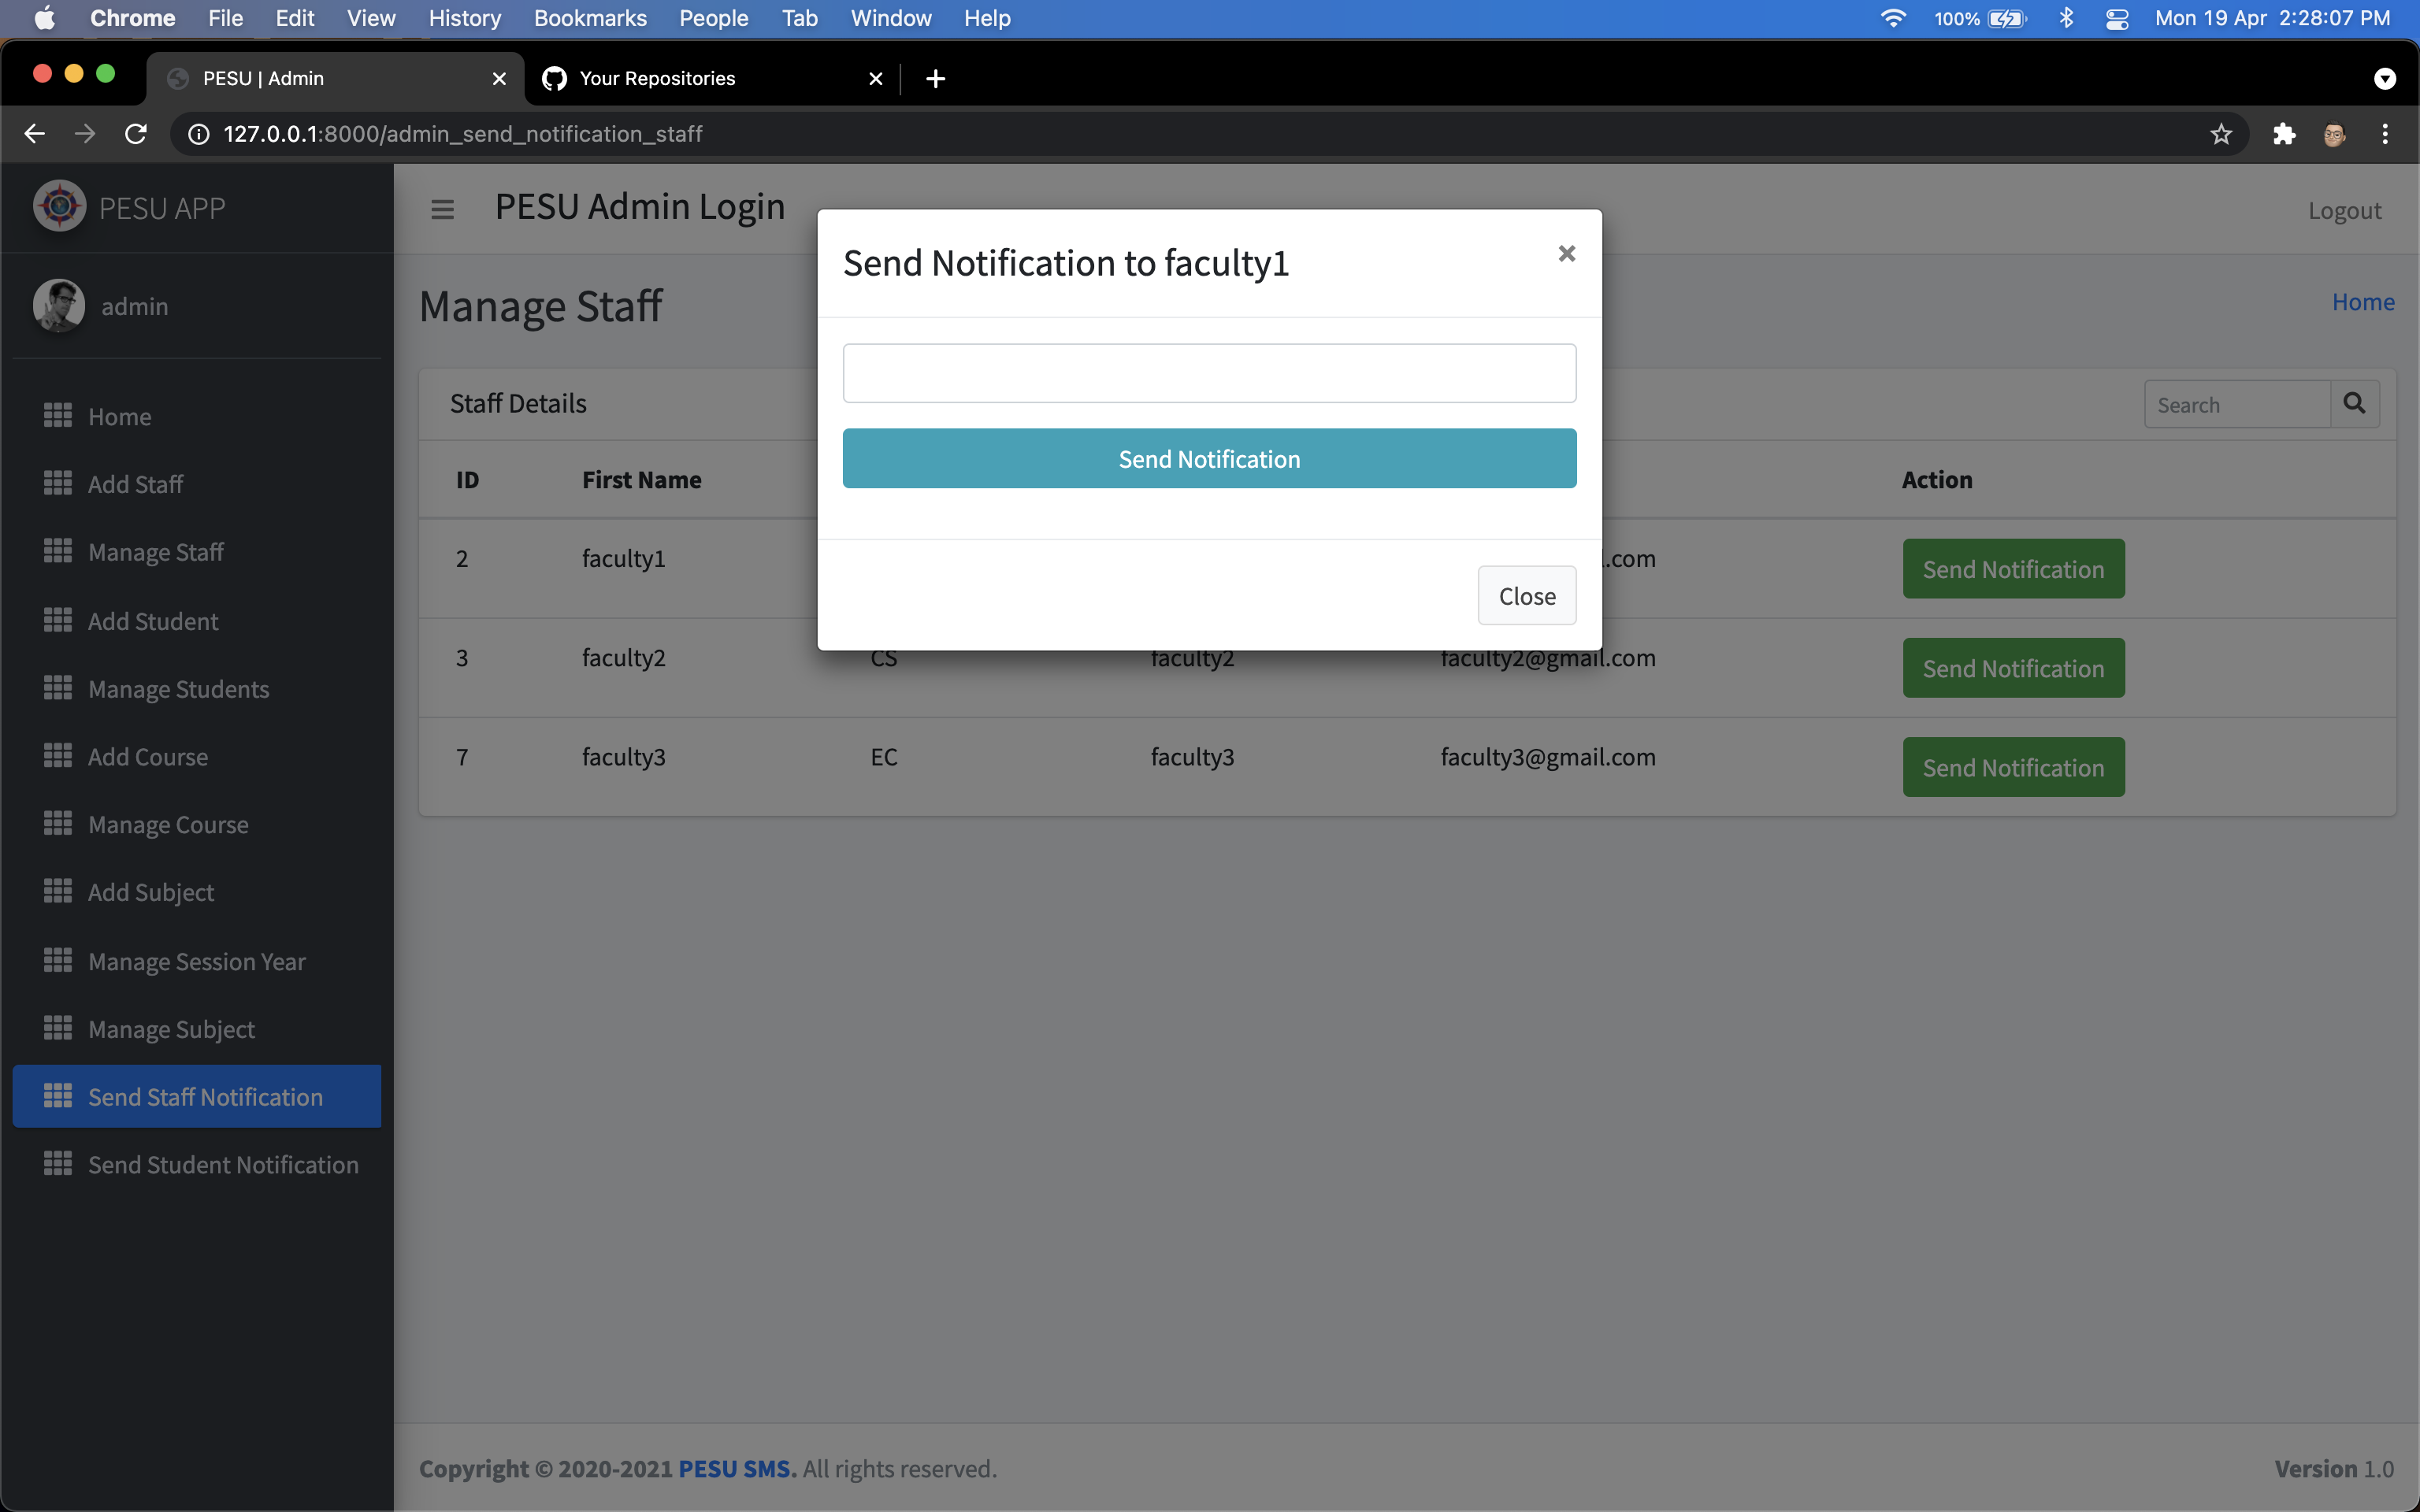 Chrome File Edit View History Bookmarks People Tab Window Help 100% Mon 19 Apr 2:28:07 PM
PESU | Admin Your Repositories
127.0.0.1:8000/admin_send_notification_staff
PESU APP
PESU Admin Login
Logout
admin
Manage Staff
Home
Home
Add Staff
Manage Staff
Add Student
Manage Students
Add Course
Manage Course
Add Subject
Manage Session Year
Manage Subject
Send Staff Notification
Send Student Notification
Send Notification to faculty1
Send Notification
Close
Staff Details
Search
ID First Name Action
2 faculty1 .com Send Notification
3 faculty2 CS faculty2 faculty2@gmail.com Send Notification
7 faculty3 EC faculty3 faculty3@gmail.com Send Notification
Copyright © 2020-2021 PESU SMS. All rights reserved.
Version 1.0